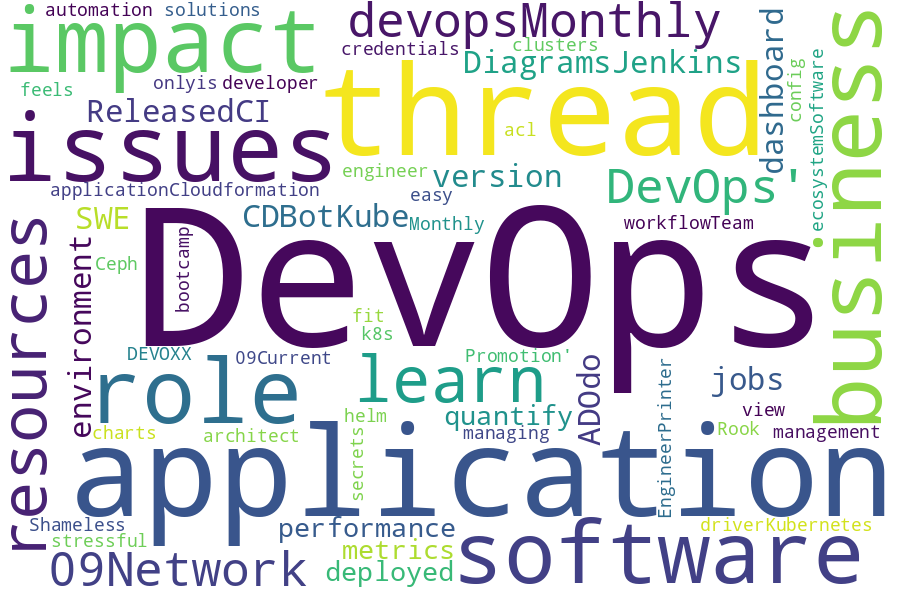 automation
solutions
impact
devopsMonthly
credentials
clusters
DiagramsJenkins
dashboard
config
business
feels
onlyis
developer
ReleasedCI
thread
acl
ecosystemSoftware
issues
engineer
version
DevOps'
applicationCloudformation
easy
SWE
CDBotKube
Monthly
workflowTeam
resources
environment
bootcamp
DevOps
Ceph
fit
k8s
DEVOXX
09Current
Promotion'
role
learn
ADOdo
EngineerPrinter
jobs
helm
quantify
view
charts
architect
secrets
managing
Rook
management
application
Shameless
performance
driverKubernetes
stressful
metrics
software
09Network
deployed